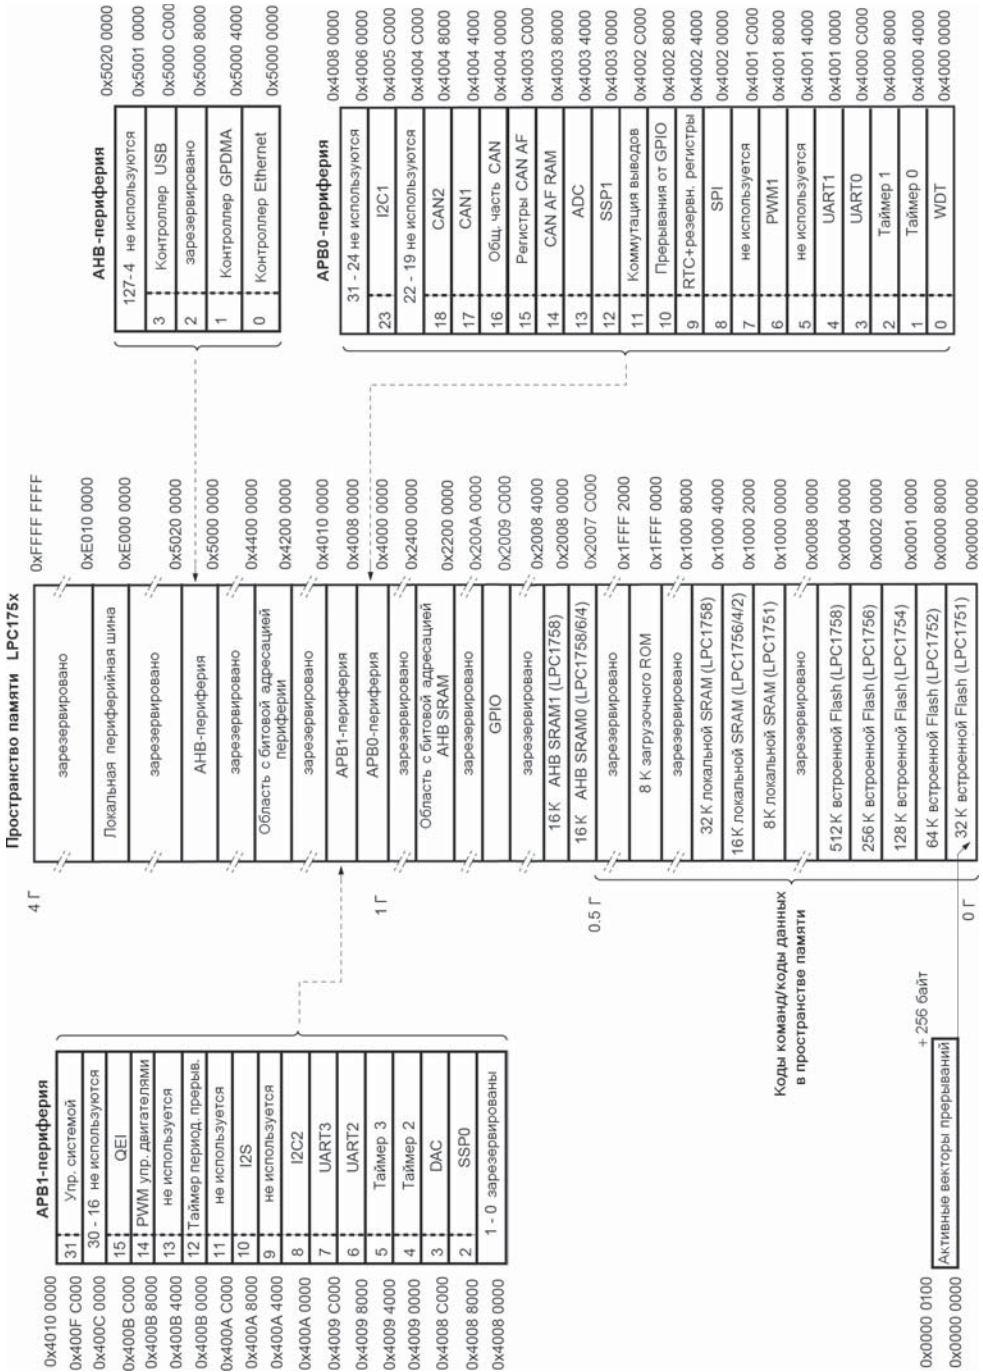 Пространство памяти LPC175x
4 Г
зарезервировано
0xFFFF FFFF
0xE010 0000
Локальная периферийная шина
0xE000 0000
зарезервировано
0x5020 0000
AHB-периферия
0x5000 0000
зарезервировано
0x4400 0000
Область с битовой адресацией
периферии
0x4200 0000
зарезервировано
0x4010 0000
APB1-периферия
0x4008 0000
APB0-периферия
1 Г
0x4000 0000
зарезервировано
0x2400 0000
Область с битовой адресацией
AHB SRAM
0x2200 0000
зарезервировано
0x200A 0000
GPIO
0x2009 C000
зарезервировано
0x2008 4000
16 K AHB SRAM1 (LPC1758)
0x2008 0000
16 K AHB SRAM0 (LPC1758/6/4)
0x2007 C000
0.5 Г
зарезервировано
0x1FFF 2000
8 К загрузочного ROM
0x1FFF 0000
зарезервировано
0x1000 8000
32 К локальной SRAM (LPC1758)
0x1000 4000
16 К локальной SRAM (LPC1756/4/2)
0x1000 2000
8 К локальной SRAM (LPC1751)
0x1000 0000
зарезервировано
0x0008 0000
512 К встроенной Flash (LPC1758)
0x0004 0000
256 К встроенной Flash (LPC1756)
0x0002 0000
128 К встроенной Flash (LPC1754)
0x0001 0000
64 К встроенной Flash (LPC1752)
0x0000 8000
32 К встроенной Flash (LPC1751)
0x0000 0000
0 Г
Коды команд/коды данных
в пространстве памяти
APB1-периферия
0x4010 0000
31 Упр. системой
0x400F C000
30 - 16 не используются
0x400C 0000
15 QEI
0x400B C000
14 PWM упр. двигателями
0x400B 8000
13 не используется
0x400B 4000
12 Таймер период. прерыв.
0x400B 0000
11 не используется
0x400A C000
10 I2S
0x400A 8000
9 не используется
0x400A 4000
8 I2C2
0x400A 0000
7 UART3
0x4009 C000
6 UART2
0x4009 8000
5 Таймер 3
0x4009 4000
4 Таймер 2
0x4009 0000
3 DAC
0x4008 C000
2 SSP0
0x4008 8000
1 - 0 зарезервированы
0x4008 0000
+ 256 байт
0x0000 0100
Активные векторы прерываний
0x0000 0000
AHB-периферия
0x5020 0000
127- 4 не используются
0x5001 0000
3 Контроллер USB
0x5000 C000
2 зарезервировано
0x5000 8000
1 Контроллер GPDMA
0x5000 4000
0 Контроллер Ethernet
0x5000 0000
APB0 -периферия
0x4008 0000
31 - 24 не используются
0x4006 0000
23 I2C1
0x4005 C000
22 - 19 не используются
0x4004 C000
18 CAN2
0x4004 8000
17 CAN1
0x4004 4000
16 Общ. часть CAN
0x4004 0000
15 Регистры CAN AF
0x4003 C000
14 CAN AF RAM
0x4003 8000
13 ADC
0x4003 4000
12 SSP1
0x4003 0000
11 Коммутация выводов
0x4002 C000
10 Прерывания от GPIO
0x4002 8000
9 RTC+резервн. регистры
0x4002 4000
8 SPI
0x4002 0000
7 не используется
0x4001 C000
6 PWM1
0x4001 8000
5 не используется
0x4001 4000
4 UART1
0x4001 0000
3 UART0
0x4000 C000
2 Таймер 1
0x4000 8000
1 Таймер 0
0x4000 4000
0 WDT
0x4000 0000